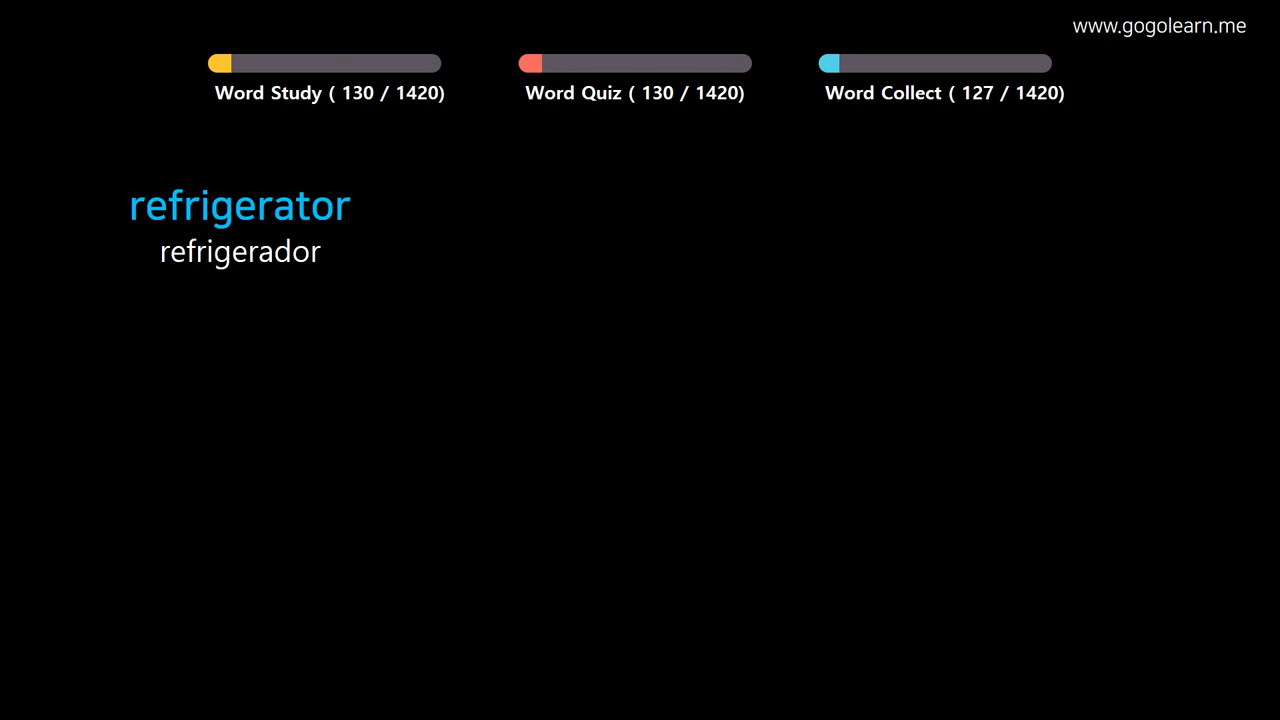 www.gogolearn.me
Word Study ( 130 / 1420)
Word Quiz ( 130 / 1420)
Word Collect ( 127 / 1420)
refrigerator
refrigerador